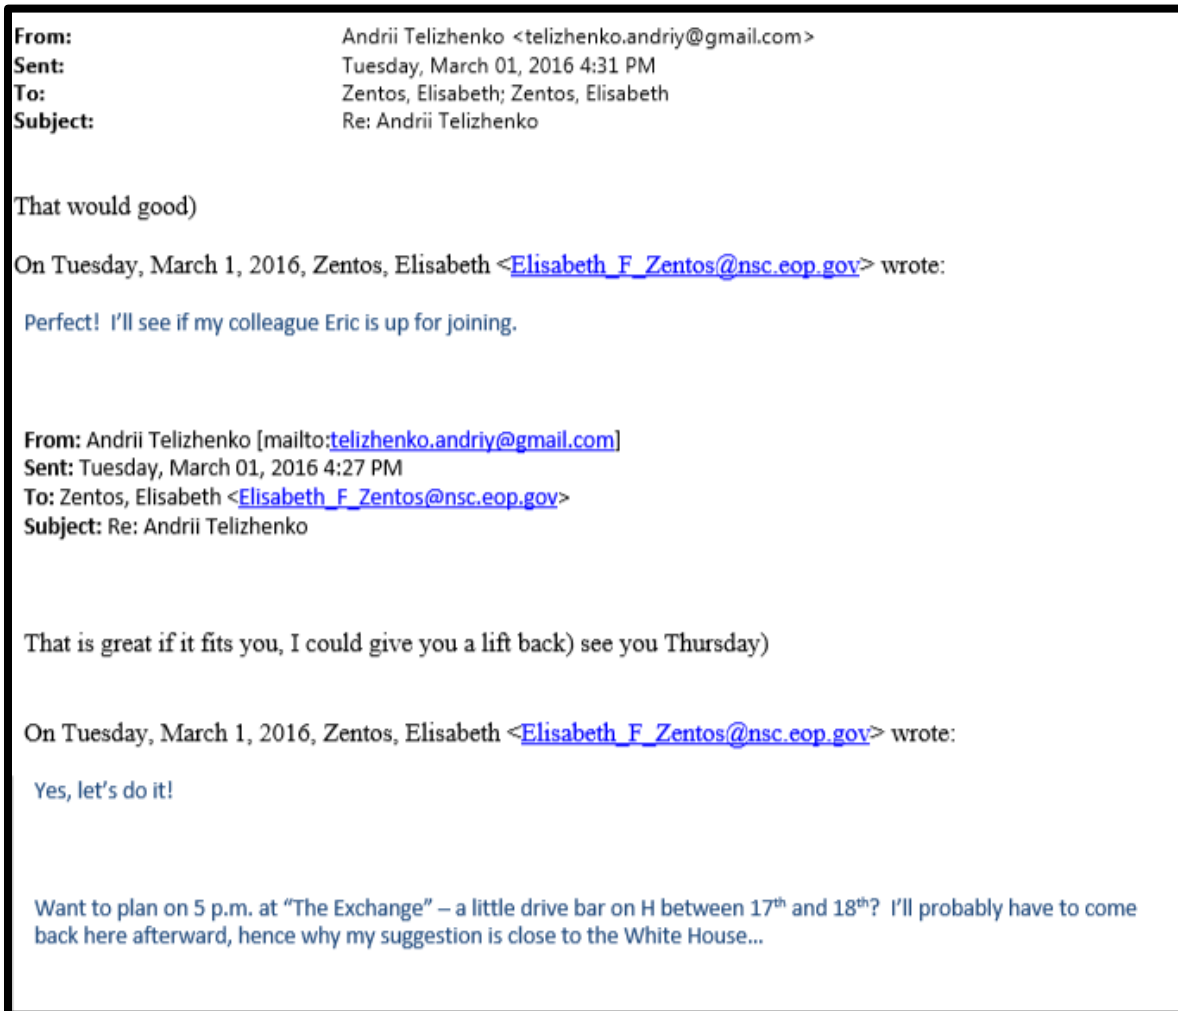 From: Andrii Telizhenko <telizhenko.andriy@gmail.com>
Sent: Tuesday, March 01, 2016 4:31 PM
To: Zentos, Elisabeth; Zentos, Elisabeth
Subject: Re: Andrii Telizhenko
That would good)
On Tuesday, March 1, 2016, Zentos, Elisabeth <Elisabeth_F_Zentos@nsc.eop.gov> wrote:
Perfect!  I'll see if my colleague Eric is up for joining.
From: Andrii Telizhenko [mailto:telizhenko.andriy@gmail.com]
Sent: Tuesday, March 01, 2016 4:27 PM
To: Zentos, Elisabeth <Elisabeth_F_Zentos@nsc.eop.gov>
Subject: Re: Andrii Telizhenko
That is great if it fits you, I could give you a lift back) see you Thursday)
On Tuesday, March 1, 2016, Zentos, Elisabeth <Elisabeth_F_Zentos@nsc.eop.gov> wrote:
Yes, let's do it!
Want to plan on 5 p.m. at "The Exchange" – a little drive bar on H between 17th and 18th?  I'll probably have to come
back here afterward, hence why my suggestion is close to the White House...